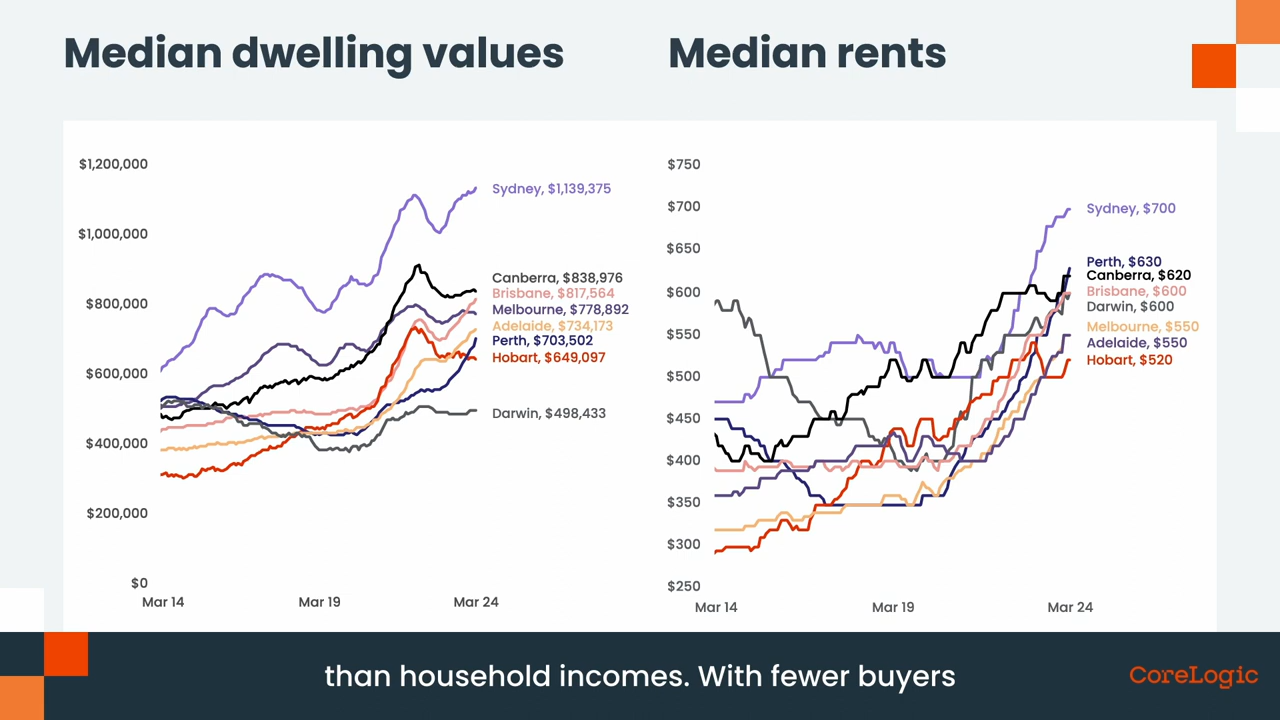 Median dwelling values
$1,200,000
$1,000,000
$800,000
$600,000
$400,000
$200,000
$0
Mar 14
Mar 19
Mar 24
Sydney, $1,139,375
Canberra, $838,976
Brisbane, $817,564
Melbourne, $778,892
Adelaide, $734,173
Perth, $703,502
Hobart, $649,097
Darwin, $498,433
Median rents
$750
$700
$650
$600
$550
$500
$450
$400
$350
$300
$250
Mar 14
Mar 19
Mar 24
Sydney, $700
Perth, $630
Canberra, $620
Brisbane, $600
Darwin, $600
Melbourne, $550
Adelaide, $550
Hobart, $520
than household incomes. With fewer buyers
CoreLogic